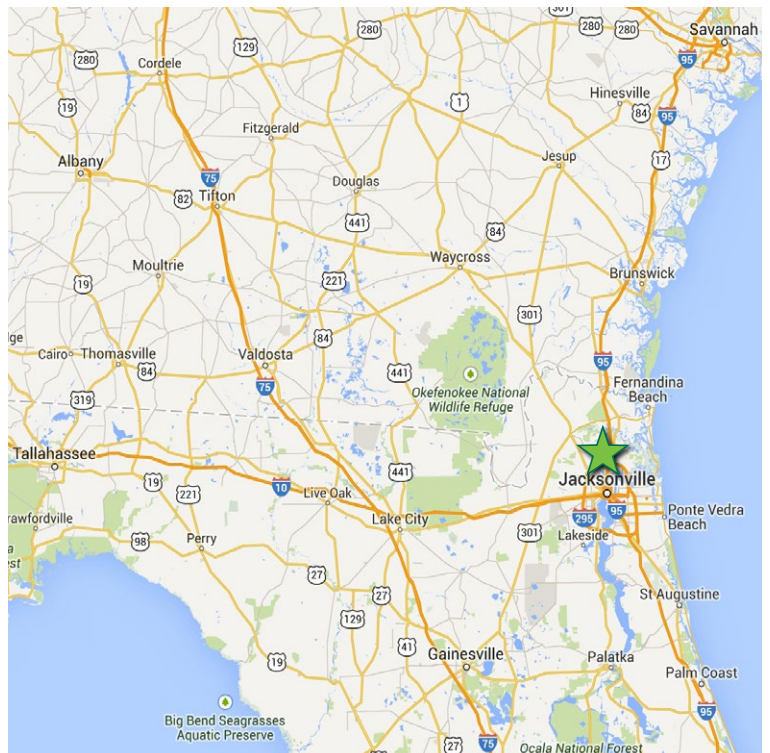 301
Savannah
280
129
280
280
280
Cordele
95
280
Hinesville
19
1
84
95
Fitzgerald
17
Albany
75
Jesup
Douglas
82
Tifton
441
84
Waycross
Moultrie
Brunswick
19
221
301
84
Cairo
Thomasville
Valdosta
95
84
441
75
Fernandina
Beach
Okefenokee National
Wildlife Refuge
319
Tallahassee
441
Jacksonville
19
10
221
Live Oak
95
Ponte Vedra
Beach
295
Lake City
301
Lakeside
98
Perry
27
27
St Augustine
129
41
Gainesville
19
Palatka
Palm Coast
Big Bend Seagrasses
Aquatic Preserve
95
27
75
Ocala National Forest